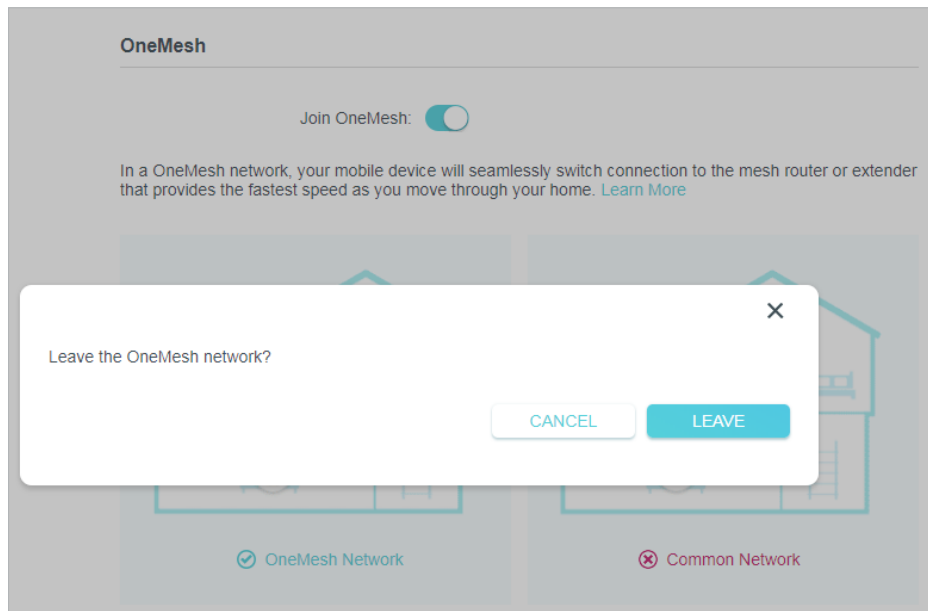 OneMesh
Join OneMesh:
In a OneMesh network, your mobile device will seamlessly switch connection to the mesh router or extender
that provides the fastest speed as you move through your home. Learn More
Leave the OneMesh network?
CANCEL
LEAVE
OneMesh Network
Common Network